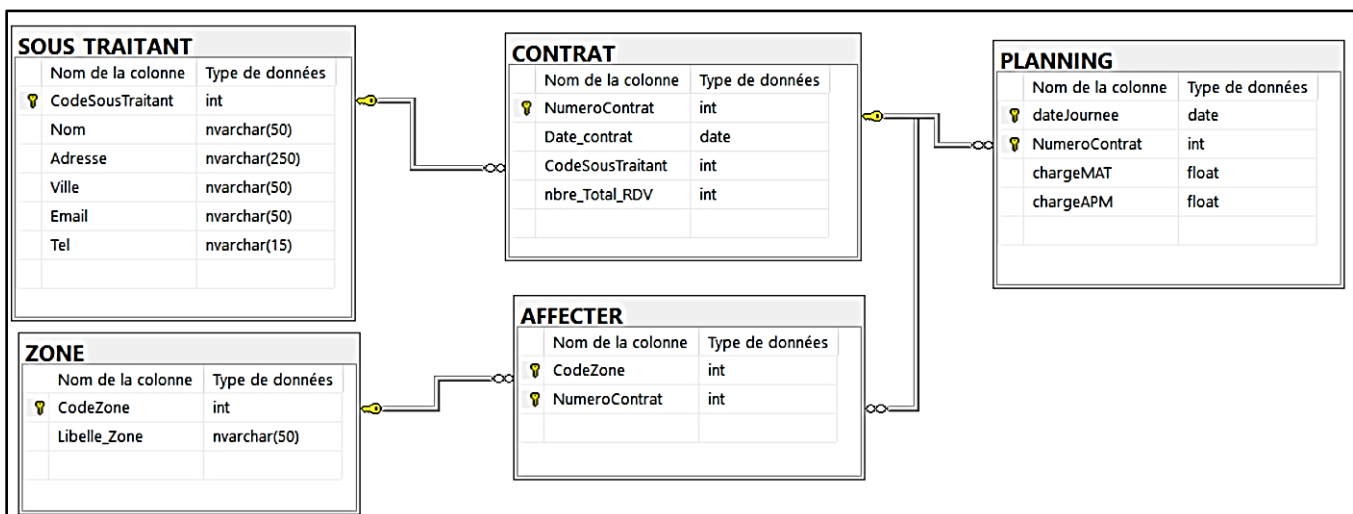 SOUS TRAITANT
Nom de la colonne Type de données
CodeSousTraitant int
Nom nvarchar(50)
Adresse nvarchar(250)
Ville nvarchar(50)
Email nvarchar(50)
Tel nvarchar(15)
CONTRAT
Nom de la colonne Type de données
NumeroContrat int
Date_contrat date
CodeSousTraitant int
nbre_Total_RDV int
PLANNING
Nom de la colonne Type de données
dateJournee date
NumeroContrat int
chargeMAT float
chargeAPM float
ZONE
Nom de la colonne Type de données
CodeZone int
Libelle_Zone nvarchar(50)
AFFECTER
Nom de la colonne Type de données
CodeZone int
NumeroContrat int